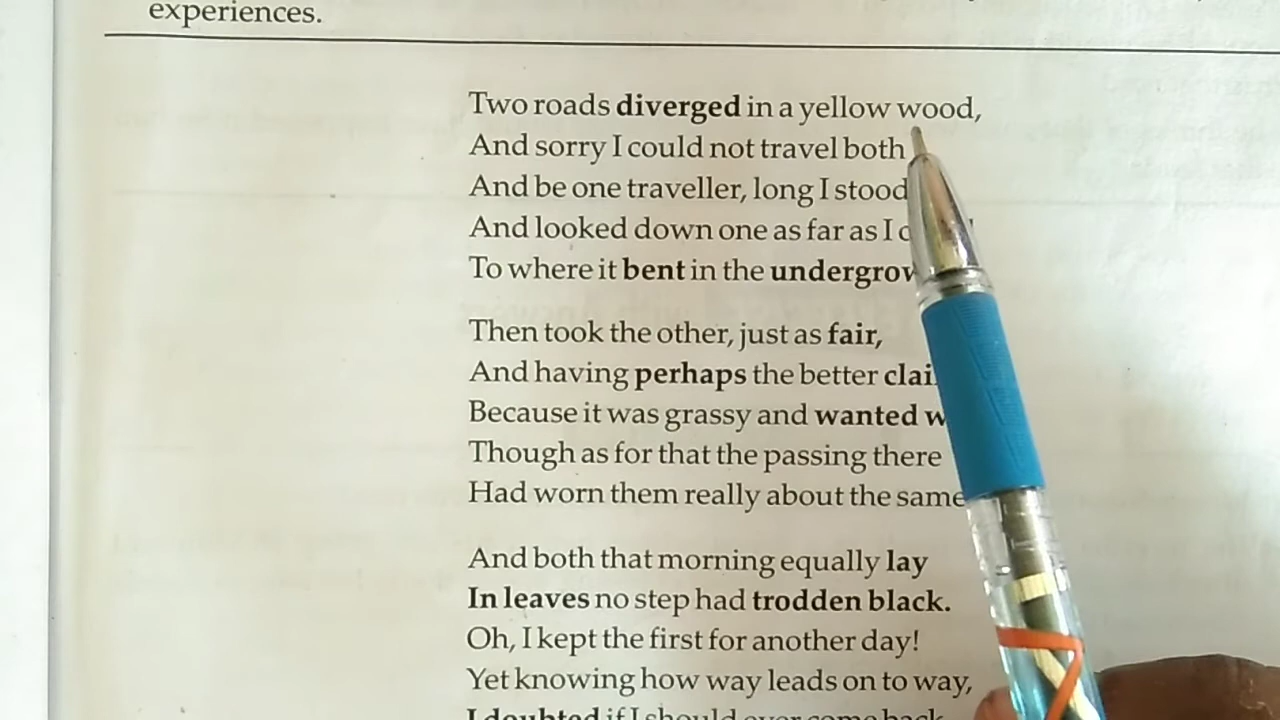 experiences.
Two roads diverged in a yellow wood,
And sorry I could not travel both
And be one traveller, long I stood
And looked down one as far as I
To where it bent in the
Then took the other, just as fair,
And having perhaps the better
Because it was grassy and wanted
Though as for that the passing there
Had worn them really about the same
And both that morning equally lay
In leaves no step had trodden black.
Oh, I kept the first for another day!
Yet knowing how way leads on to way,
I doubted if I should ever come back.